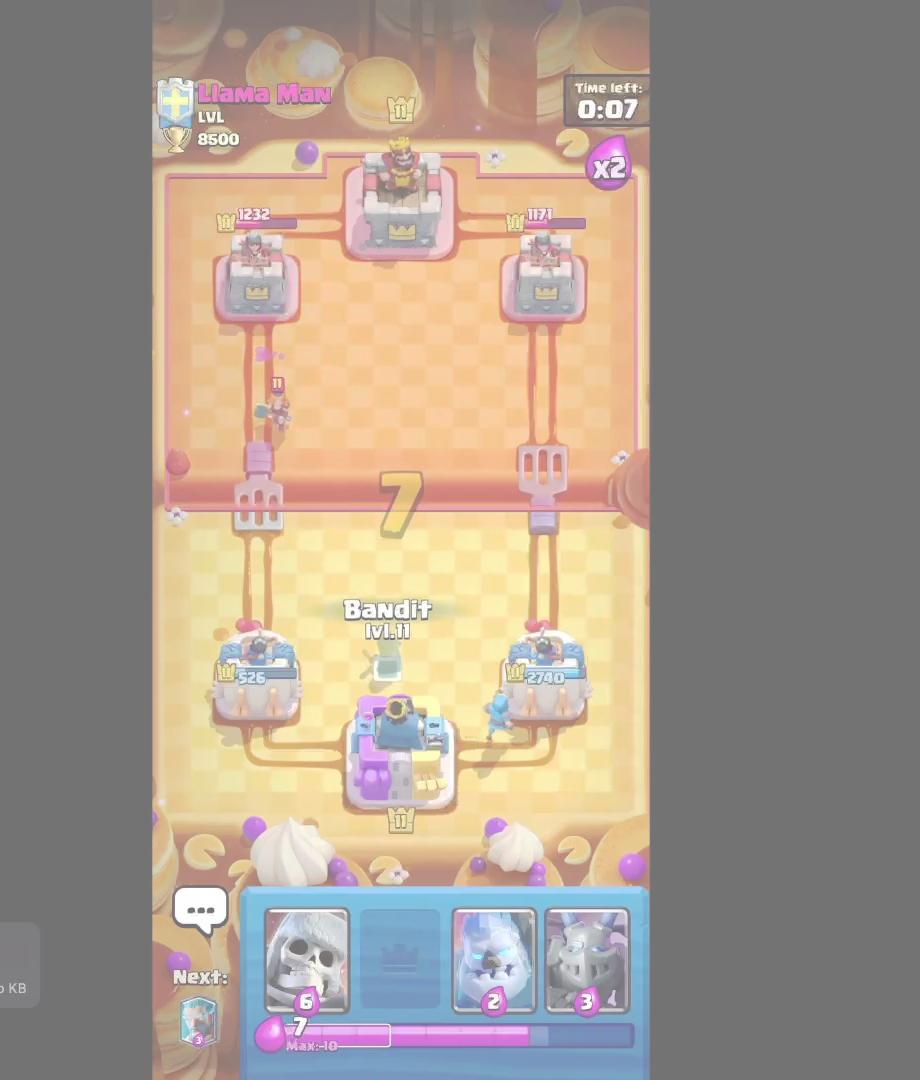 Llama Man
LVL
8500
Time left:
0:07
x2
11
1232
1171
11
7
Bandit
lvl.11
526
2740
11
...
Next:
3
6
2
3
7
Max: 10
KB